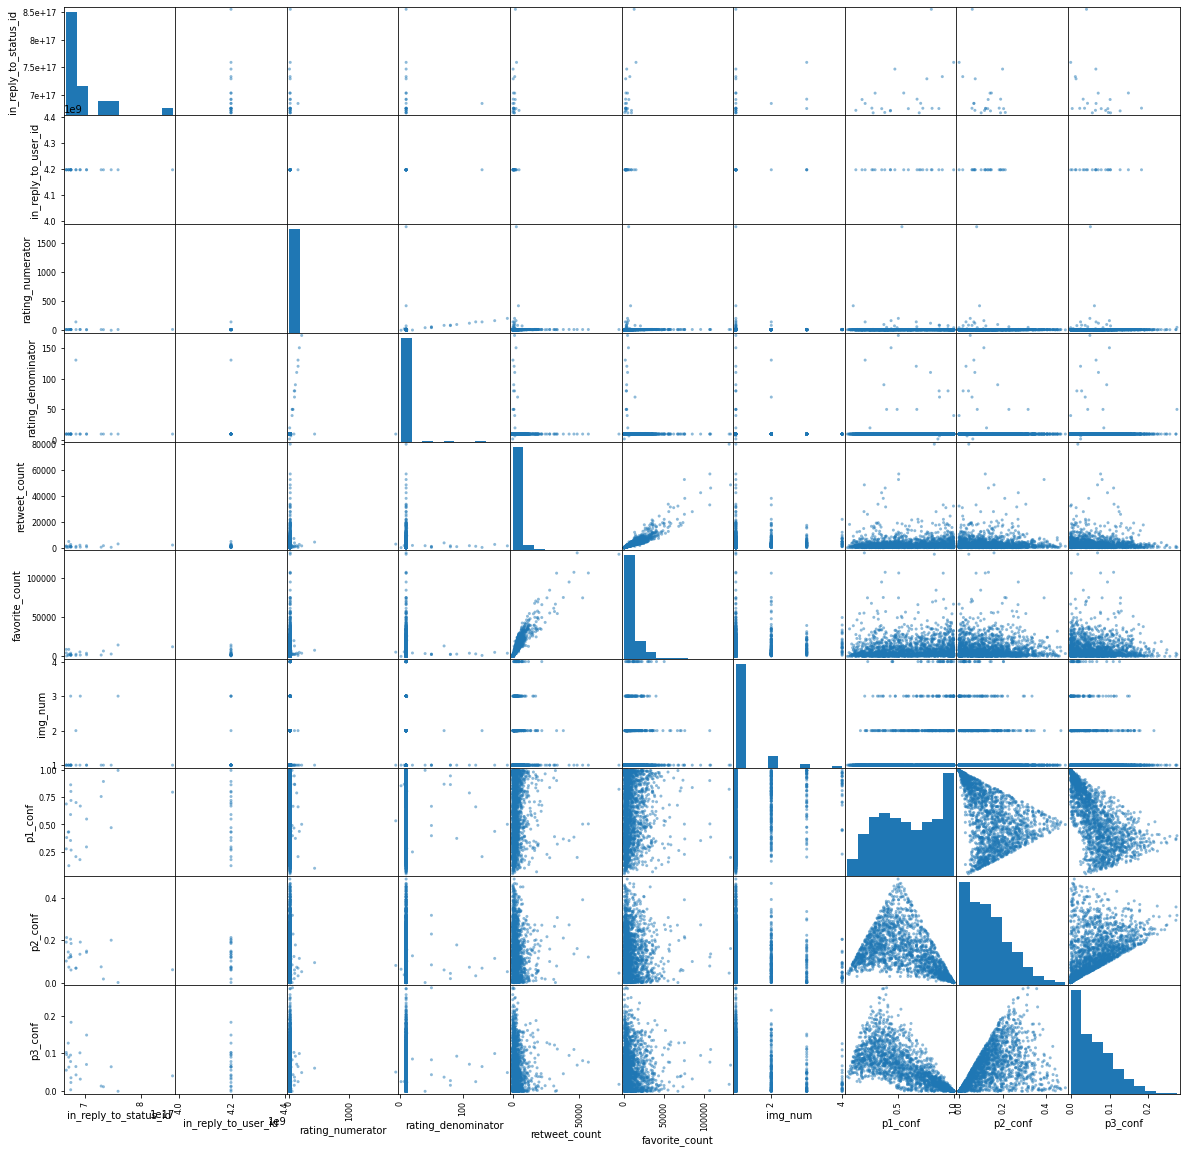 8.5e+17
8e+17
7.5e+17
7e+17
in_reply_to_status_id
1e9
4.4
4.3
4.2
4.1
4.0
in_reply_to_user_id
1500
1000
500
0
rating_numerator
150
100
50
0
rating_denominator
80000
60000
40000
20000
0
retweet_count
100000
50000
0
favorite_count
4
3
2
1
img_num
1.00
0.75
0.50
0.25
p1_conf
0.4
0.2
0.0
p2_conf
0.2
0.1
0.0
p3_conf
7
8
1e17
in_reply_to_status_id
4.0
4.2
4.4
1e9
in_reply_to_user_id
0
1000
rating_numerator
0
100
rating_denominator
0
50000
retweet_count
0
50000
100000
favorite_count
2
4
img_num
0.5
1.0
p1_conf
0.0
0.2
0.4
p2_conf
0.0
0.1
0.2
p3_conf